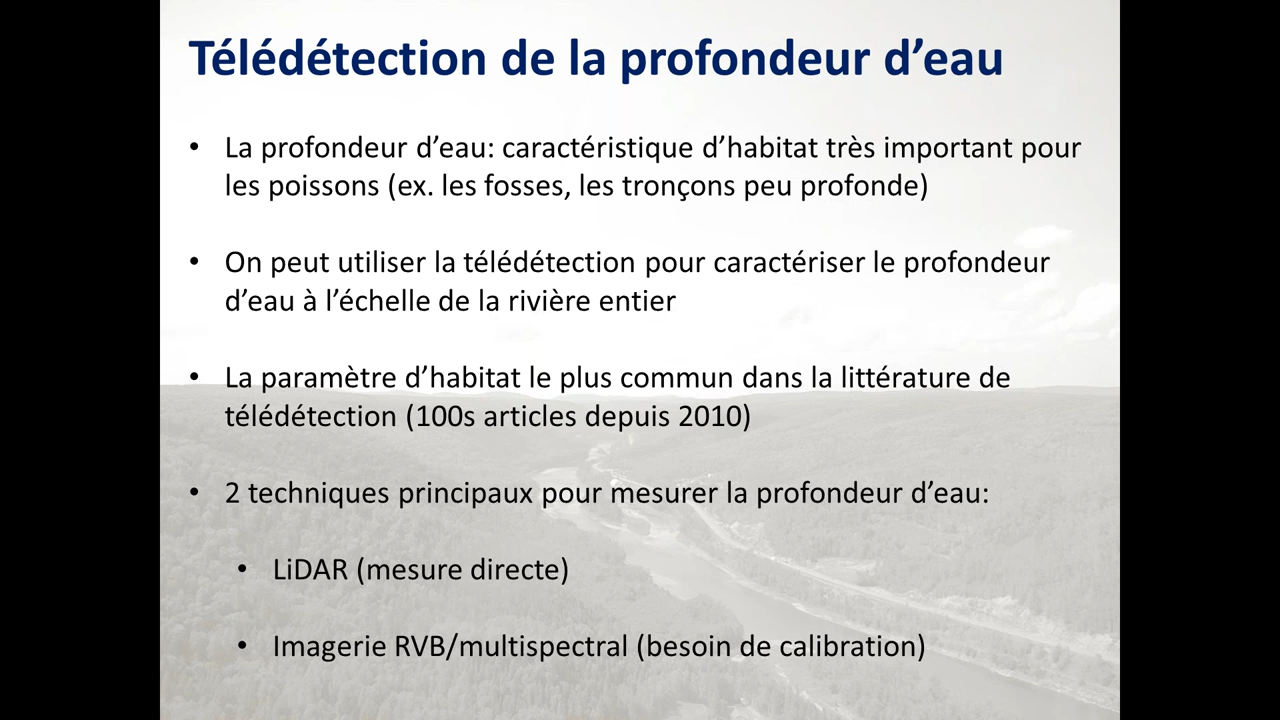 Télédétection de la profondeur d’eau
• La profondeur d’eau: caractéristique d’habitat très important pour
les poissons (ex. les fosses, les tronçons peu profonde)
• On peut utiliser la télédétection pour caractériser le profondeur
d’eau à l’échelle de la rivière entier
• La paramètre d’habitat le plus commun dans la littérature de
télédétection (100s articles depuis 2010)
• 2 techniques principaux pour mesurer la profondeur d’eau:
• LiDAR (mesure directe)
• Imagerie RVB/multispectral (besoin de calibration)